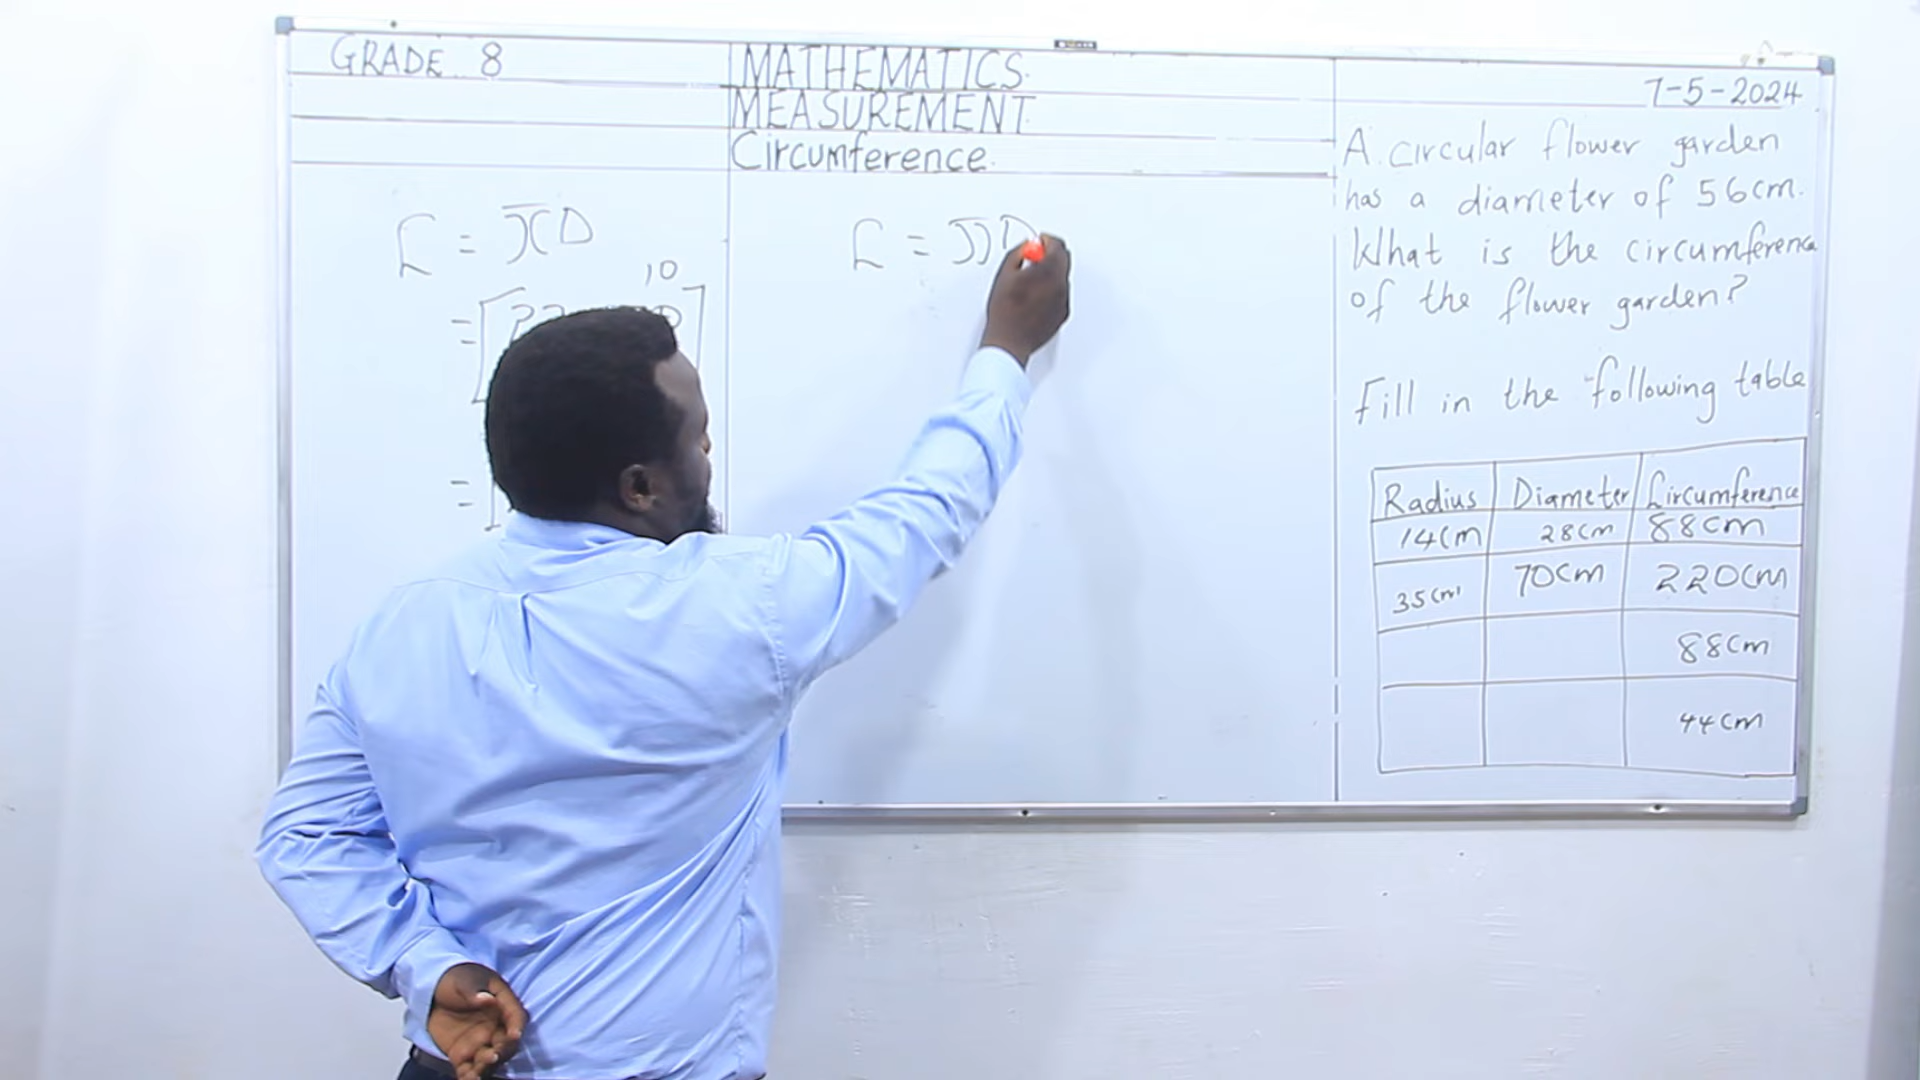 GRADE 8
MATHEMATICS
MEASUREMENT
Circumference
7-5-2024
C = πD
10
=
=
C = πD
A circular flower garden
has a diameter of 56cm.
What is the circumference
of the flower garden?
Fill in the following table
Radius Diameter Circumference
14cm 28cm 88cm
35cm 70cm 220cm
88cm
44cm